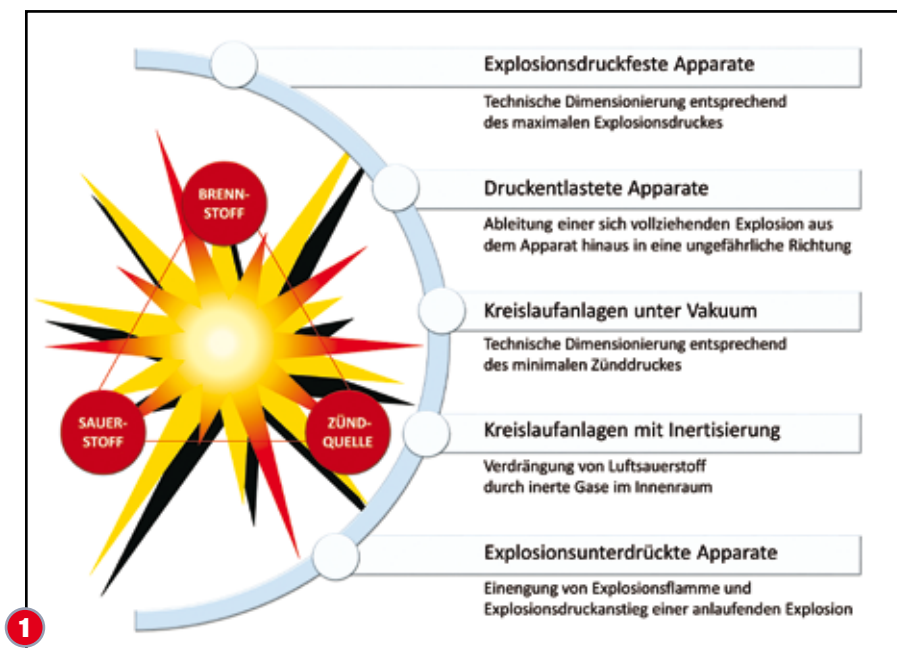 Explosionsdruckfeste Apparate
Technische Dimensionierung entsprechend
des maximalen Explosionsdruckes
BRENN-
STOFF
Druckentlastete Apparate
Ableitung einer sich vollziehenden Explosion aus
dem Apparat hinaus in eine ungefährliche Richtung
Kreislaufanlagen unter Vakuum
Technische Dimensionierung entsprechend
des minimalen Zünddruckes
SAUER-
STOFF
ZÜND-
QUELLE
Kreislaufanlagen mit Inertisierung
Verdrängung von Luftsauerstoff
durch inerte Gase im Innenraum
Explosionsunterdrückte Apparate
Einengung von Explosionsflamme und
Explosionsdruckanstieg einer anlaufenden Explosion
1